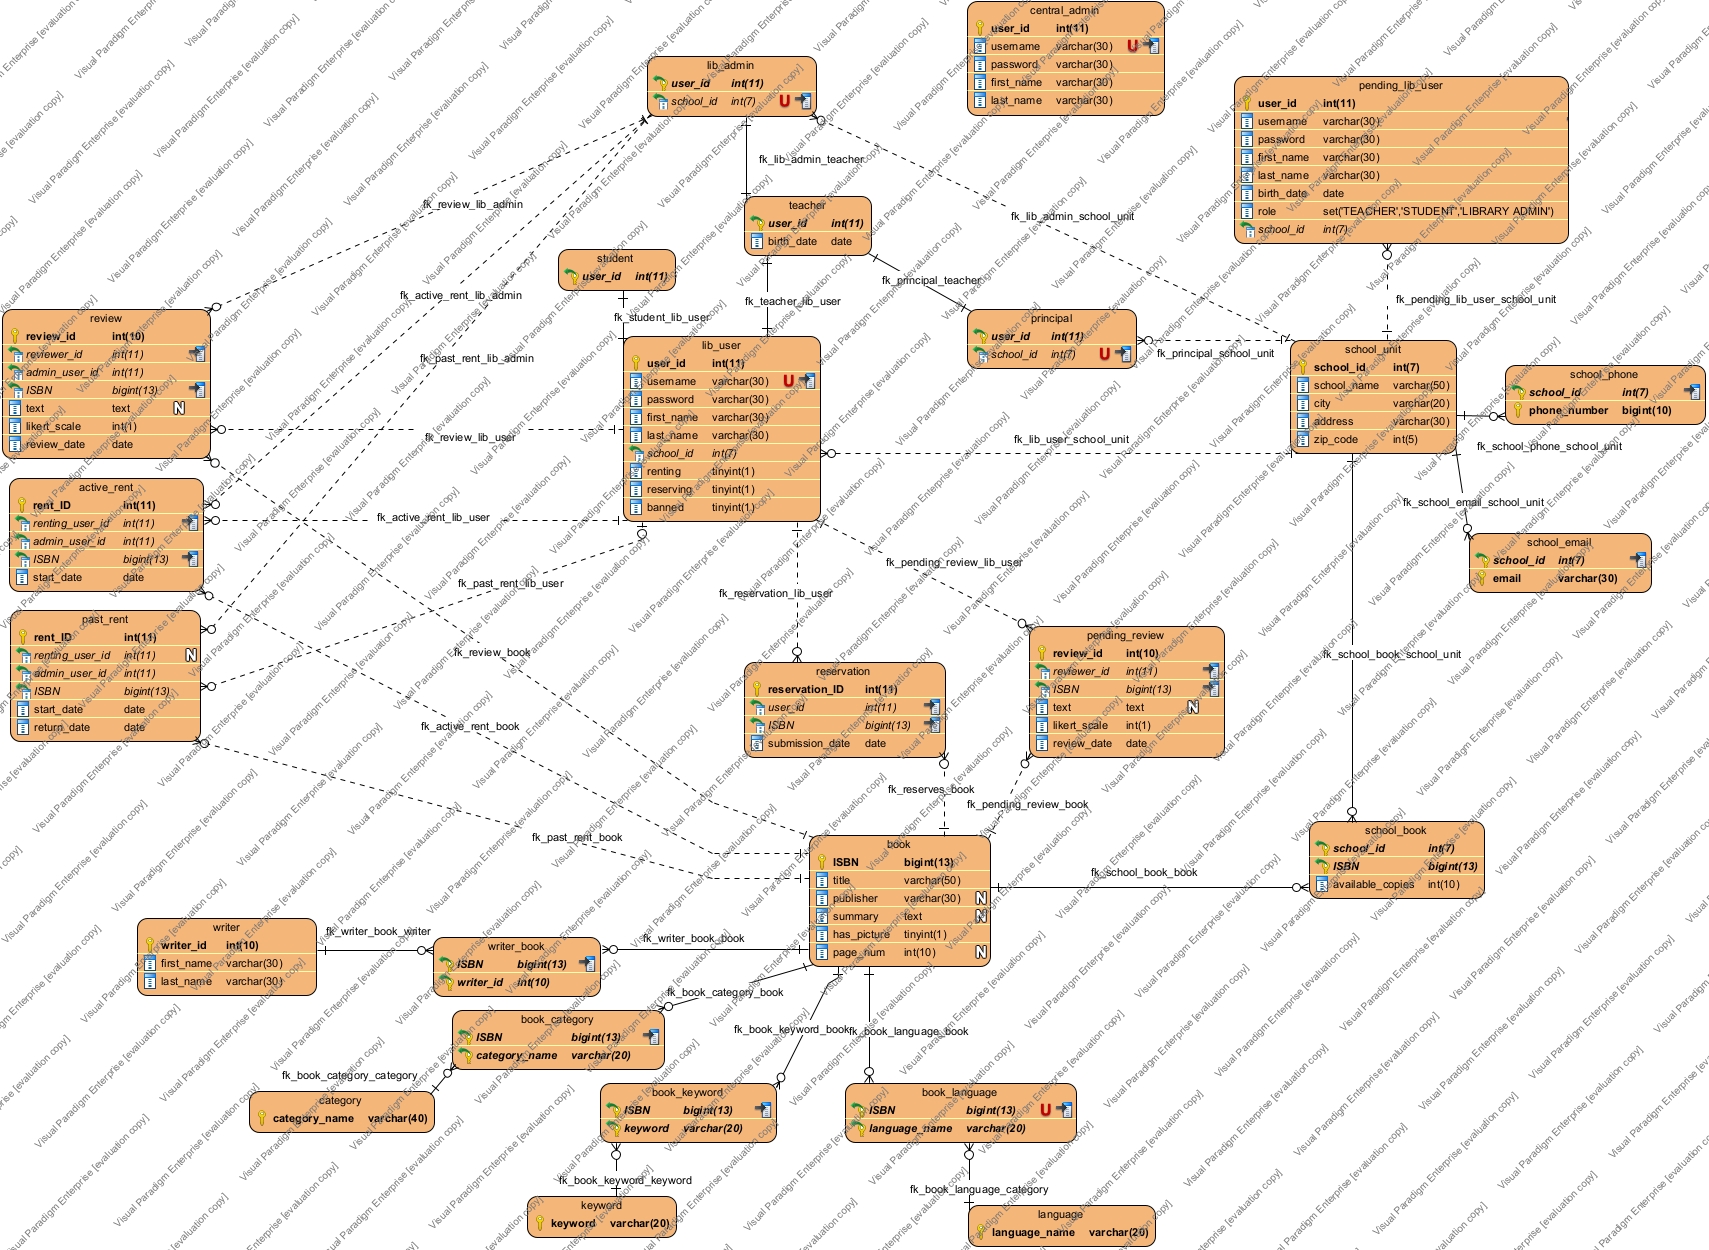 central_admin
user_id int(11)
username varchar(30) U
password varchar(30)
first_name varchar(30)
last_name varchar(30)
lib_admin
user_id int(11)
school_id int(7) U
pending_lib_user
user_id int(11)
username varchar(30)
password varchar(30)
first_name varchar(30)
last_name varchar(30)
birth_date date
role set('TEACHER','STUDENT','LIBRARY ADMIN')
school_id int(7)
fk_lib_admin_teacher
fk_review_lib_admin
teacher
user_id int(11)
birth_date date
fk_lib_admin_school_unit
student
user_id int(11)
fk_principal_teacher
fk_active_rent_lib_admin
fk_teacher_lib_user
fk_pending_lib_user_school_unit
fk_student_lib_user
review
review_id int(10)
reviewer_id int(11)
admin_user_id int(11)
ISBN bigint(13)
text text N
likert_scale int(1)
review_date date
principal
user_id int(11)
school_id int(7) U
fk_principal_school_unit
fk_past_rent_lib_admin
lib_user
user_id int(11)
username varchar(30) U
password varchar(30)
first_name varchar(30)
last_name varchar(30)
school_id int(7)
renting tinyint(1)
reserving tinyint(1)
banned tinyint(1)
school_unit
school_id int(7)
school_name varchar(50)
city varchar(20)
address varchar(30)
zip_code int(5)
school_phone
school_id int(7)
phone_number bigint(10)
fk_review_lib_user
fk_lib_user_school_unit
fk_school_phone_school_unit
active_rent
rent_ID int(11)
renting_user_id int(11)
admin_user_id int(11)
ISBN bigint(13)
start_date date
fk_active_rent_lib_user
fk_school_email_school_unit
school_email
school_id int(7)
email varchar(30)
fk_pending_review_lib_user
fk_past_rent_lib_user
fk_reservation_lib_user
past_rent
rent_ID int(11)
renting_user_id int(11) N
admin_user_id int(11)
ISBN bigint(13)
start_date date
return_date date
fk_review_book
fk_school_book_school_unit
pending_review
review_id int(10)
reviewer_id int(11)
ISBN bigint(13)
text text N
likert_scale int(1)
review_date date
reservation
reservation_ID int(11)
user_id int(11)
ISBN bigint(13)
submission_date date
fk_active_rent_book
fk_reserves_book
fk_pending_review_book
fk_past_rent_book
book
ISBN bigint(13)
title varchar(50)
publisher varchar(30) N
summary text N
has_picture tinyint(1)
page_num int(10) N
school_book
school_id int(7)
ISBN bigint(13)
available_copies int(10)
fk_school_book_book
writer
writer_id int(10)
first_name varchar(30)
last_name varchar(30)
fk_writer_book_writer
writer_book
ISBN bigint(13)
writer_id int(10)
fk_writer_book_book
fk_book_category_book
book_category
ISBN bigint(13)
category_name varchar(20)
fk_book_keyword_book
fk_book_language_book
fk_book_category_category
category
category_name varchar(40)
book_keyword
ISBN bigint(13)
keyword varchar(20)
book_language
ISBN bigint(13) U
language_name varchar(20)
fk_book_keyword_keyword
fk_book_language_category
keyword
keyword varchar(20)
language
language_name varchar(20)
Visual Paradigm Enterprise [evaluation copy]